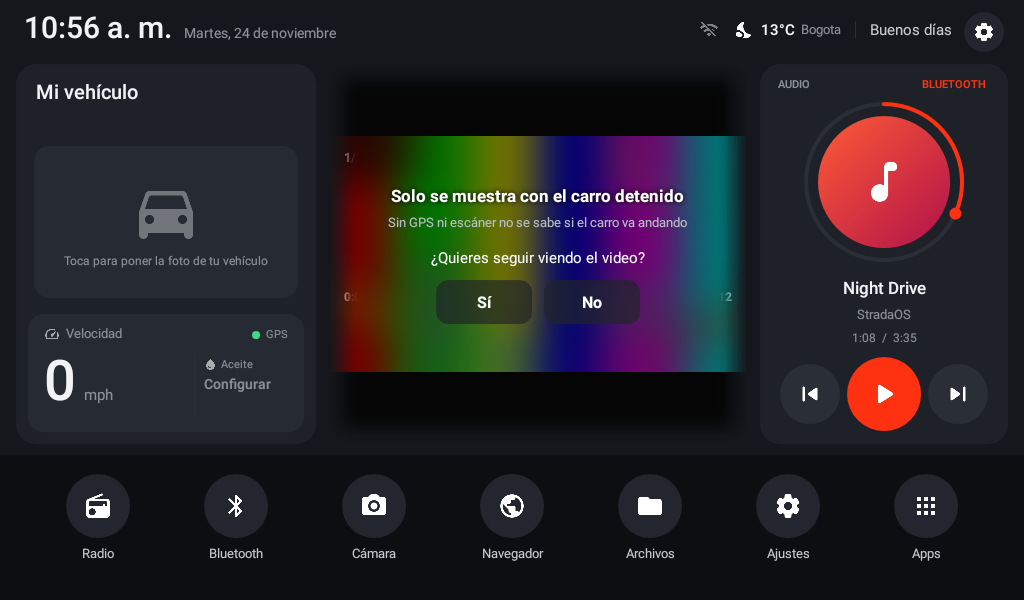 10:56 a. m.
Martes, 24 de noviembre
13°C Bogota
Buenos días
Mi vehículo
Toca para poner la foto de tu vehículo
Velocidad
GPS
0 mph
Aceite
Configurar
1/
Solo se muestra con el carro detenido
Sin GPS ni escáner no se sabe si el carro va andando
¿Quieres seguir viendo el video?
Sí
No
12
AUDIO
BLUETOOTH
Night Drive
StradaOS
1:08 / 3:35
Radio
Bluetooth
Cámara
Navegador
Archivos
Ajustes
Apps